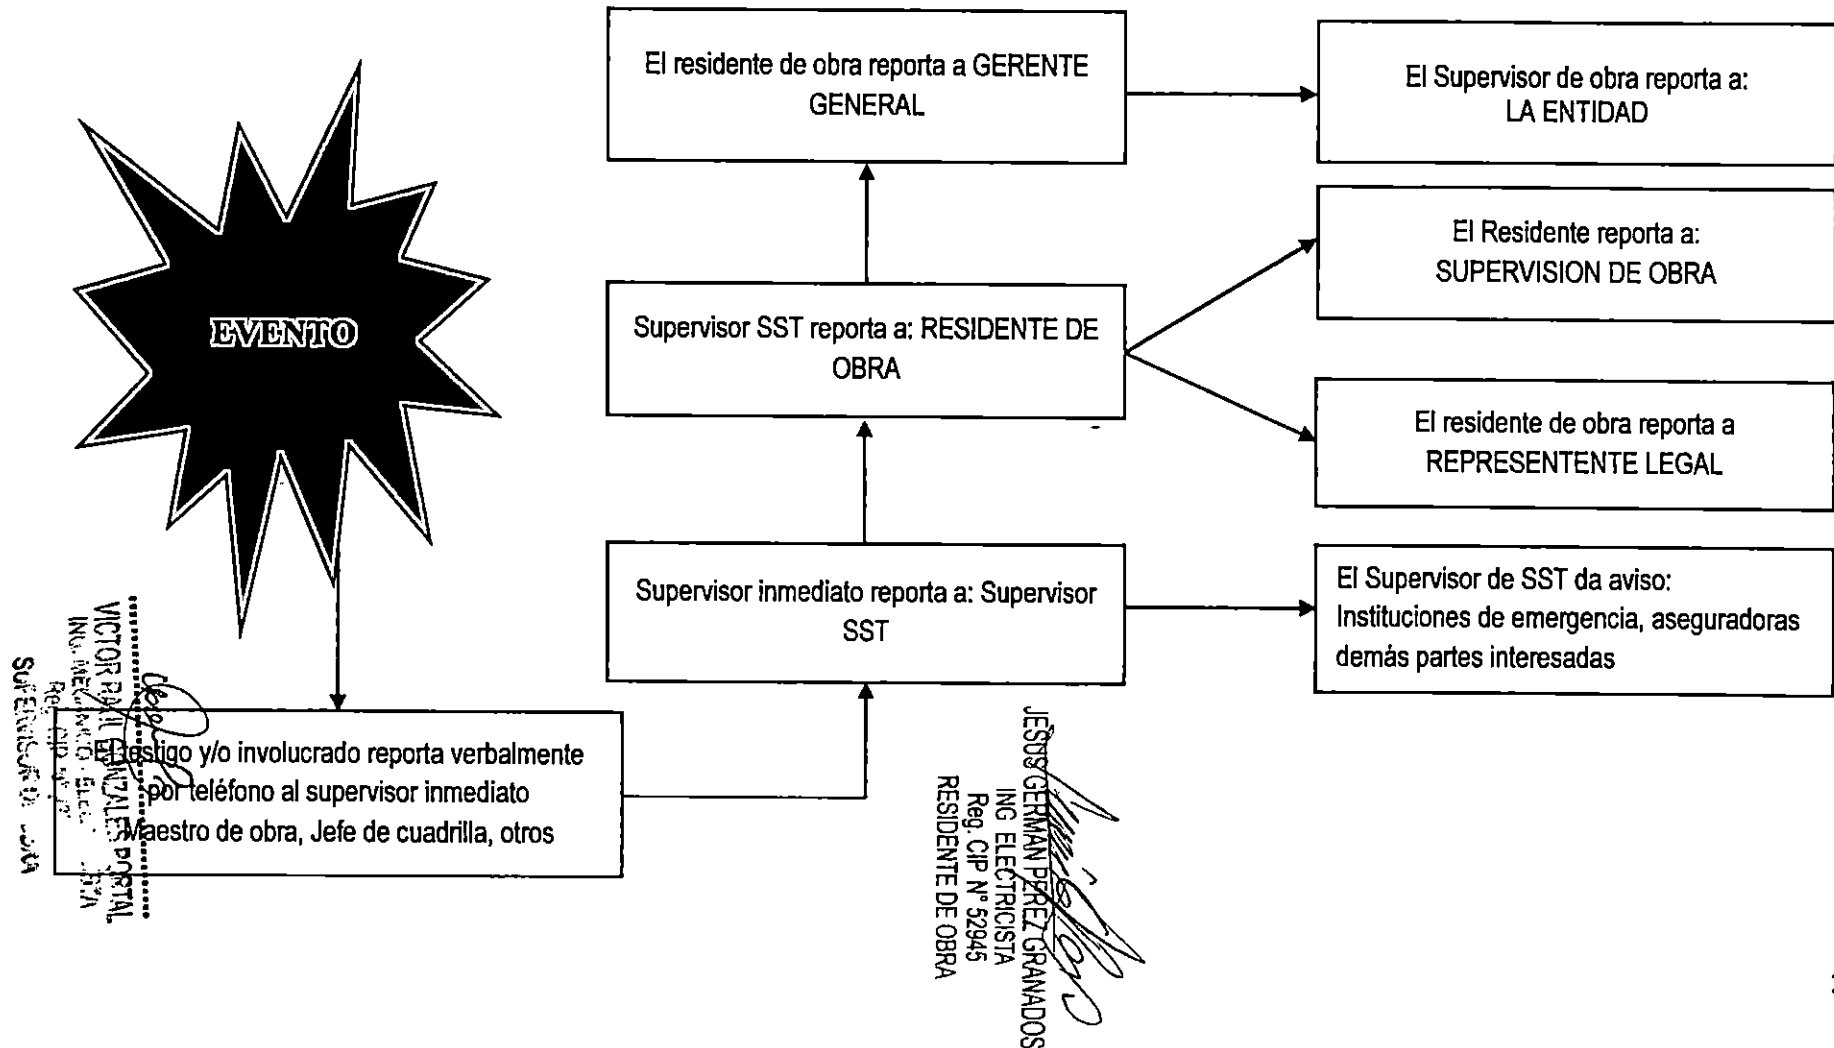 El residente de obra reporta a GERENTE
GENERAL
El Supervisor de obra reporta a:
LA ENTIDAD
El Residente reporta a:
SUPERVISION DE OBRA
EVENTO
Supervisor SST reporta a: RESIDENTE DE
OBRA
El residente de obra reporta a
REPRESENTENTE LEGAL
Supervisor inmediato reporta a: Supervisor
SST
El Supervisor de SST da aviso:
Instituciones de emergencia, aseguradoras
demás partes interesadas
El testigo y/o involucrado reporta verbalmente
por teléfono al supervisor inmediato
Maestro de obra, Jefe de cuadrilla, otros
VICTOR GONZALES PORTAL
JESUS GERMAN PEREZ GRANADOS
ING ELECTRICISTA
Reg. CIP N° 52945
RESIDENTE DE OBRA